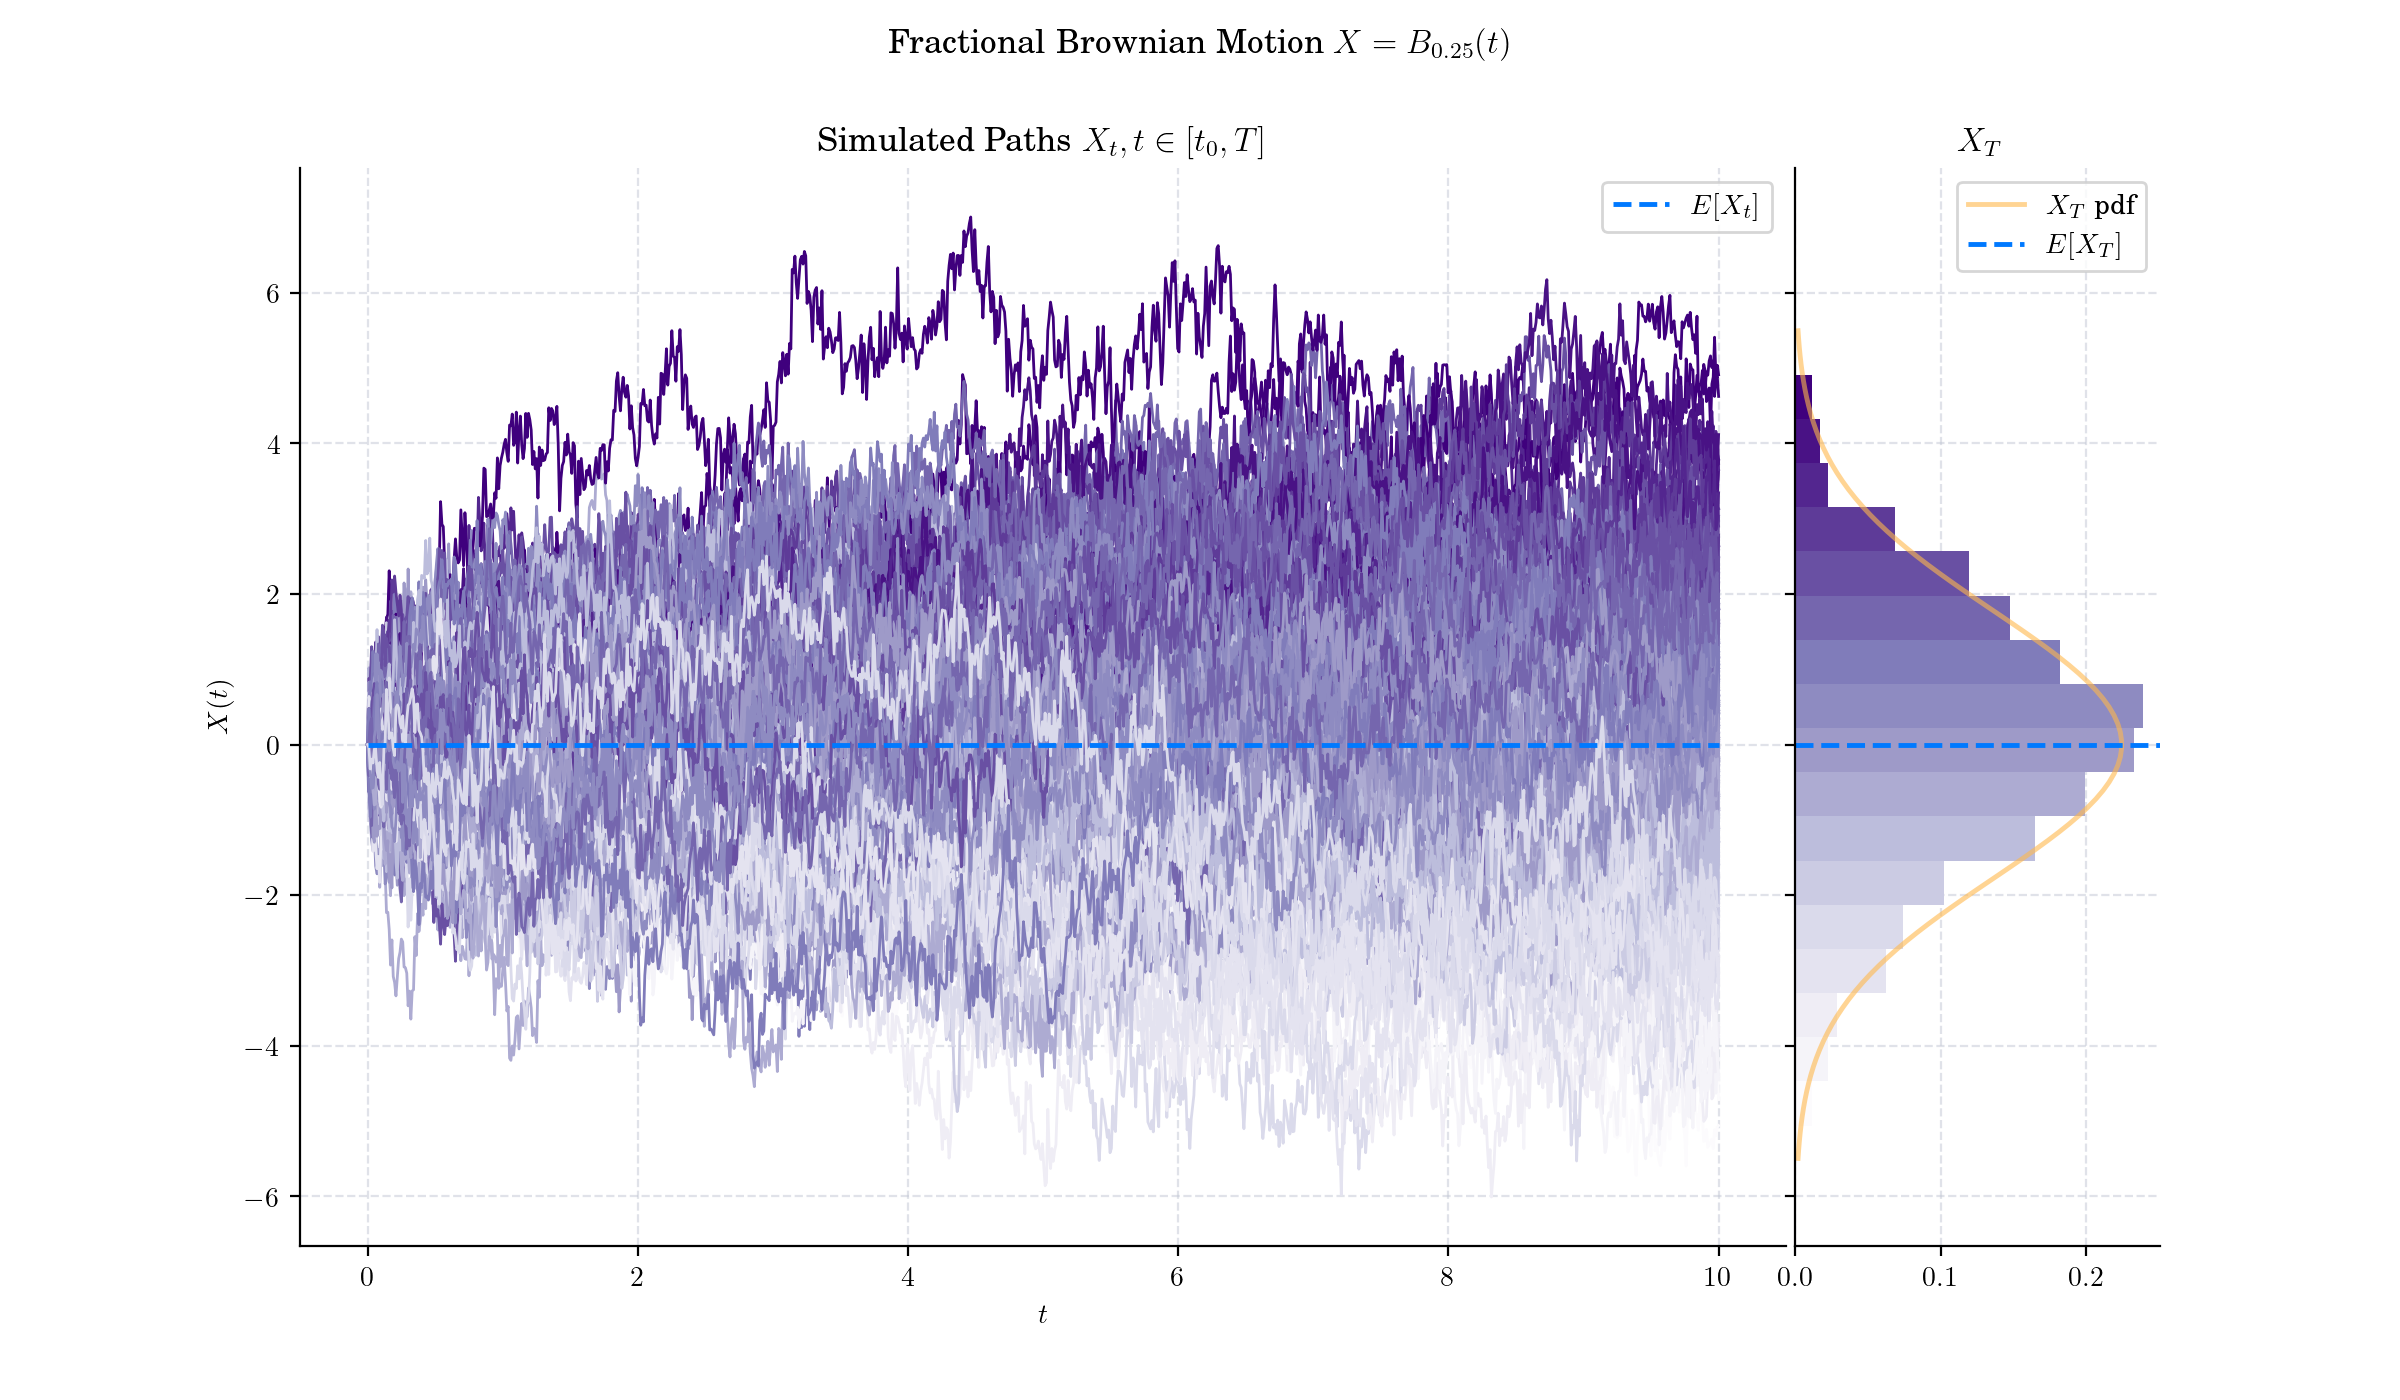 Fractional Brownian Motion X = B_{0.25}(t)
Simulated Paths X_t, t ∈ [t_0, T]
X_T
E[X_t]
X_T pdf
E[X_T]
6
4
2
0
−2
−4
−6
X(t)
0 2 4 6 8 10
0.0 0.1 0.2
t